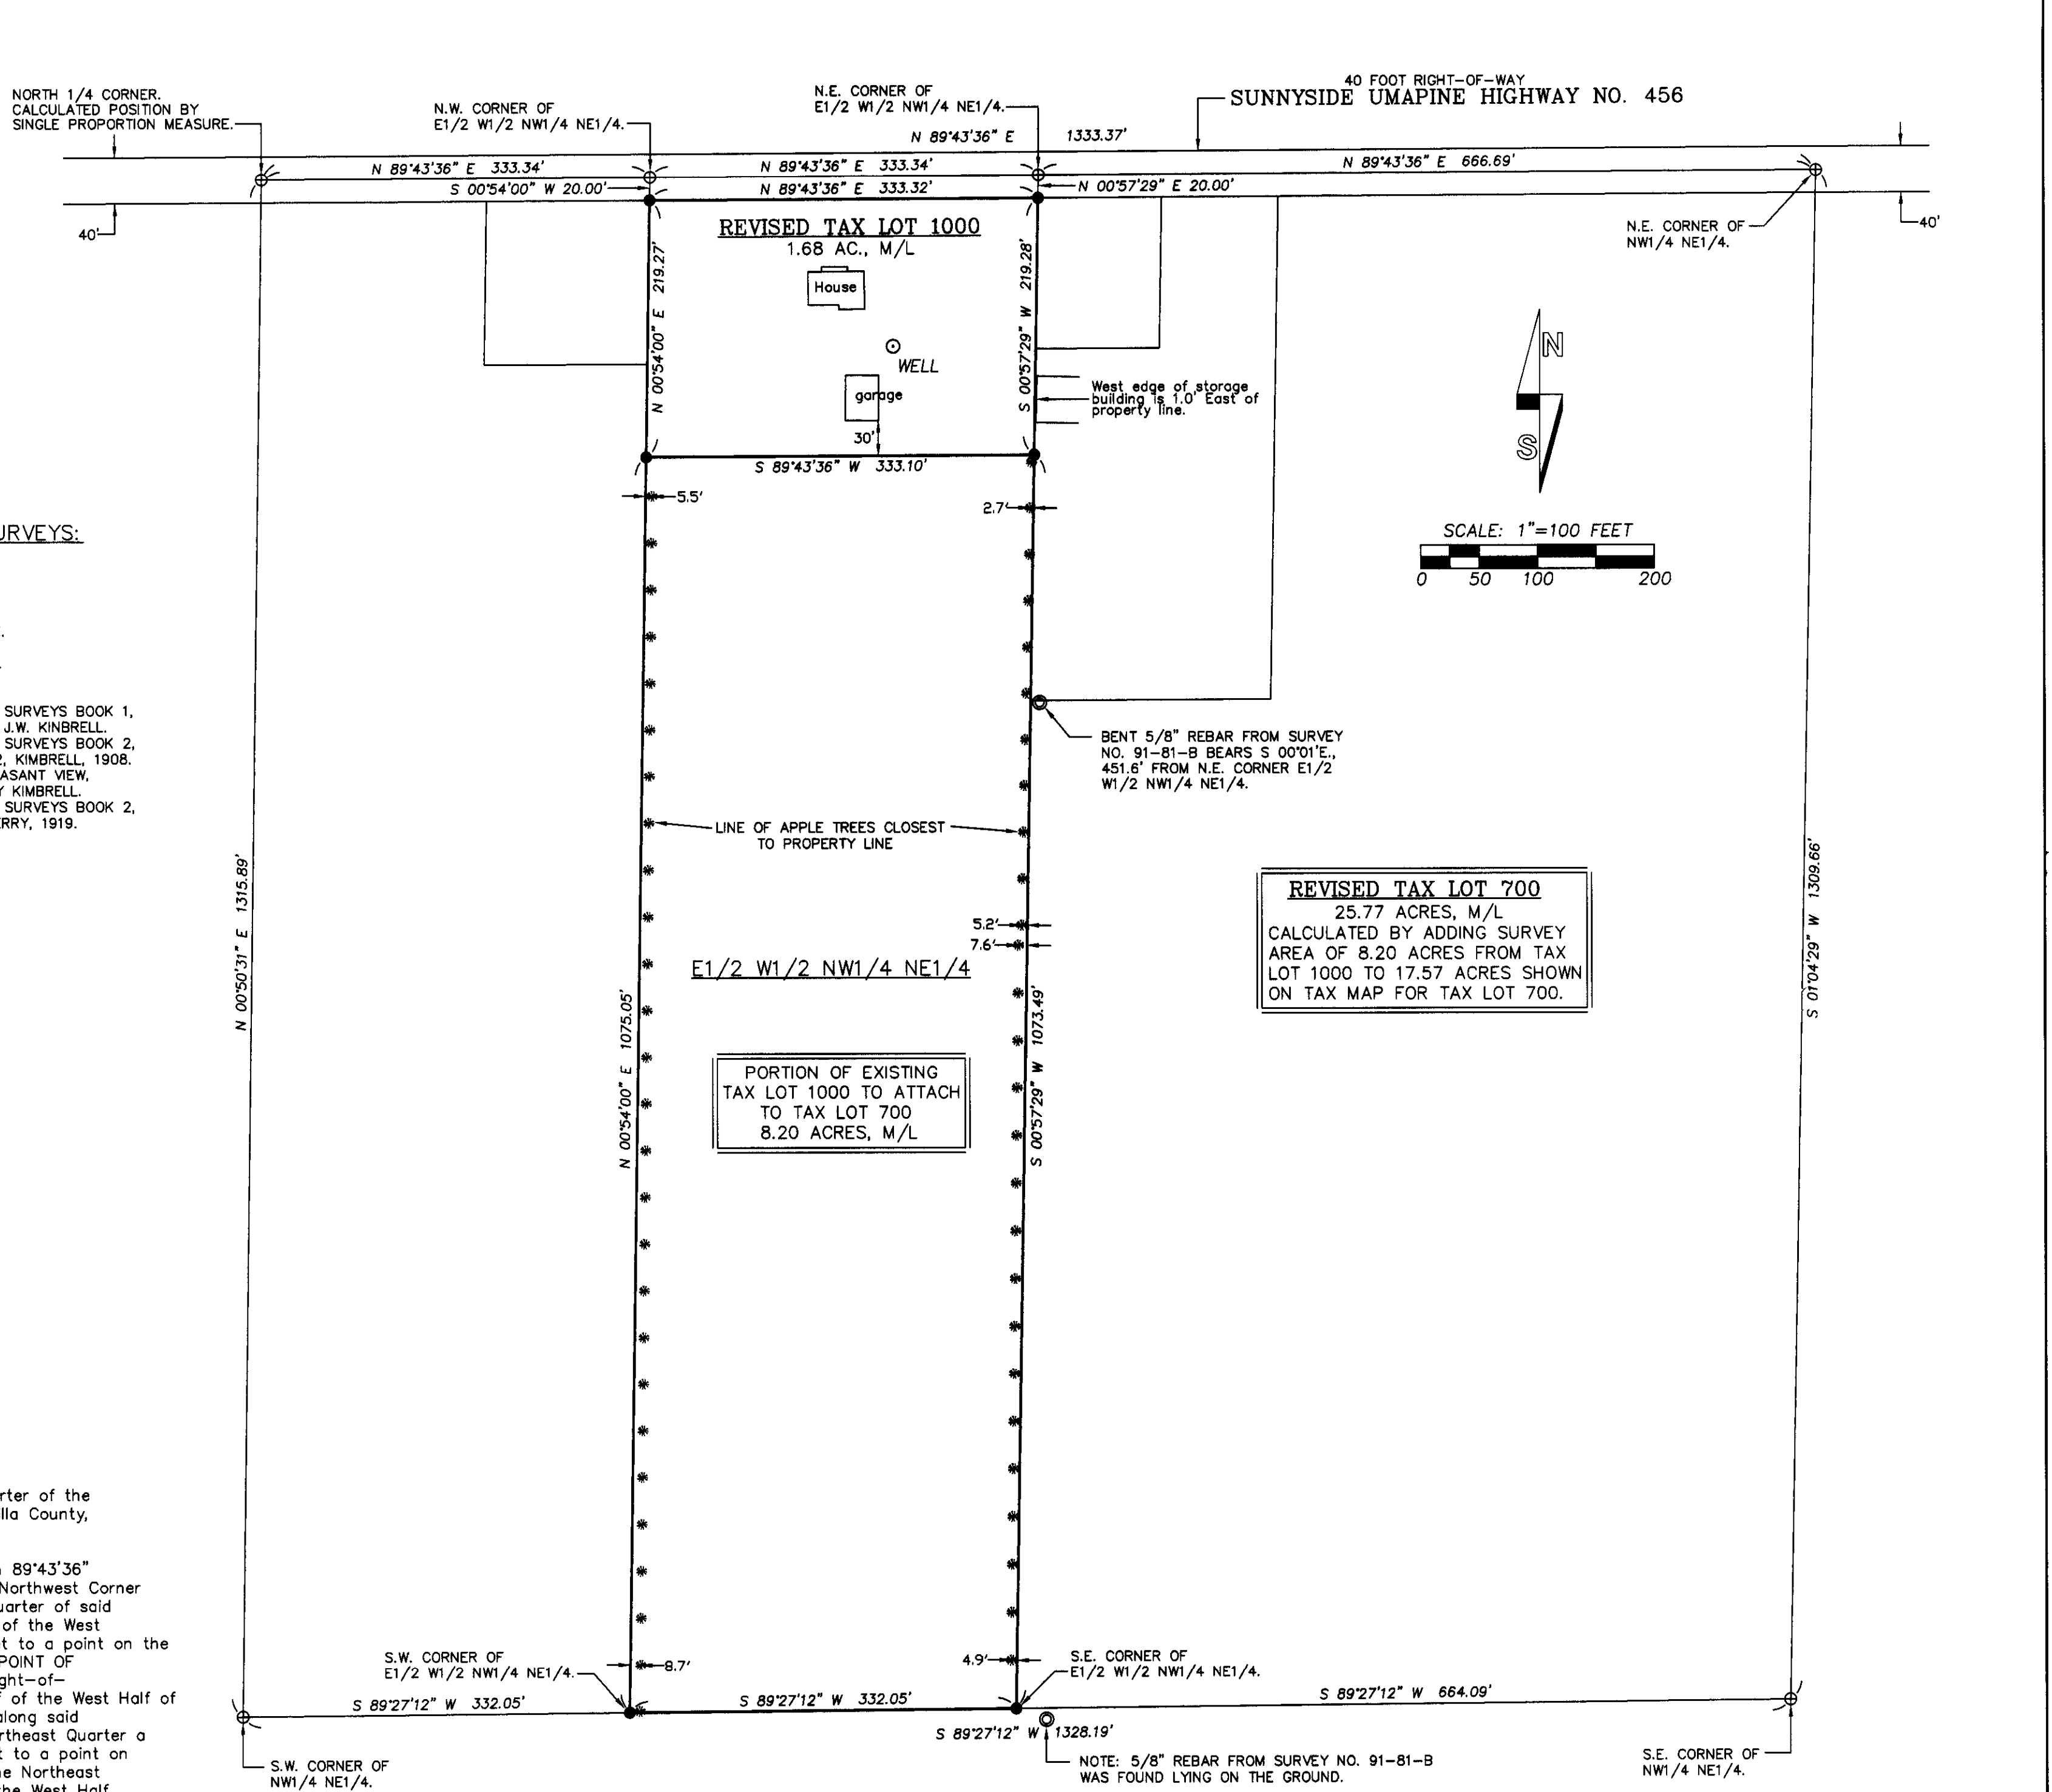 NORTH 1/4 CORNER.
CALCULATED POSITION BY
SINGLE PROPORTION MEASURE.
N.W. CORNER OF
E1/2 W1/2 NW1/4 NE1/4.
N.E. CORNER OF
E1/2 W1/2 NW1/4 NE1/4.
40 FOOT RIGHT-OF-WAY
SUNNYSIDE UMAPINE HIGHWAY NO. 456
N 89°43'36" E 1333.37'
N 89°43'36" E 333.34'
N 89°43'36" E 333.34'
N 89°43'36" E 666.69'
S 00°54'00" W 20.00'
N 89°43'36" E 333.32'
N 00°57'29" E 20.00'
40'
40'
N.E. CORNER OF
NW1/4 NE1/4.
REVISED TAX LOT 1000
1.68 AC., M/L
House
WELL
garage
30'
N 00°54'00" E 219.27'
S 00°57'29" W 219.28'
West edge of storage
building is 1.0' East of
property line.
S 89°43'36" W 333.10'
N
S
5.5'
2.7'
SCALE: 1"=100 FEET
0 50 100 200
URVEYS:
SURVEYS BOOK 1,
J.W. KINBRELL.
SURVEYS BOOK 2,
KIMBRELL, 1908.
ASANT VIEW,
Y KIMBRELL.
SURVEYS BOOK 2,
ERRY, 1919.
BENT 5/8" REBAR FROM SURVEY
NO. 91-81-B BEARS S 00°01'E.,
451.6' FROM N.E. CORNER E1/2
W1/2 NW1/4 NE1/4.
LINE OF APPLE TREES CLOSEST
TO PROPERTY LINE
N 00°50'31" E 1315.89'
S 01°04'29" W 1309.66'
REVISED TAX LOT 700
25.77 ACRES, M/L
CALCULATED BY ADDING SURVEY
AREA OF 8.20 ACRES FROM TAX
LOT 1000 TO 17.57 ACRES SHOWN
ON TAX MAP FOR TAX LOT 700.
5.2'
7.6'
E1/2 W1/2 NW1/4 NE1/4
N 00°54'00" E 1075.05'
S 00°57'29" W 1073.49'
PORTION OF EXISTING
TAX LOT 1000 TO ATTACH
TO TAX LOT 700
8.20 ACRES, M/L
rter of the
lla County,
89°43'36"
Northwest Corner
uarter of said
of the West
t to a point on the
POINT OF
ght-of-
f of the West Half of
along said
rtheast Quarter a
t to a point on
he Northeast
the West Half
S.W. CORNER OF
E1/2 W1/2 NW1/4 NE1/4.
8.7'
4.9'
S.E. CORNER OF
E1/2 W1/2 NW1/4 NE1/4.
S 89°27'12" W 332.05'
S 89°27'12" W 332.05'
S 89°27'12" W 664.09'
S 89°27'12" W 1328.19'
S.W. CORNER OF
NW1/4 NE1/4.
NOTE: 5/8" REBAR FROM SURVEY NO. 91-81-B
WAS FOUND LYING ON THE GROUND.
S.E. CORNER OF
NW1/4 NE1/4.